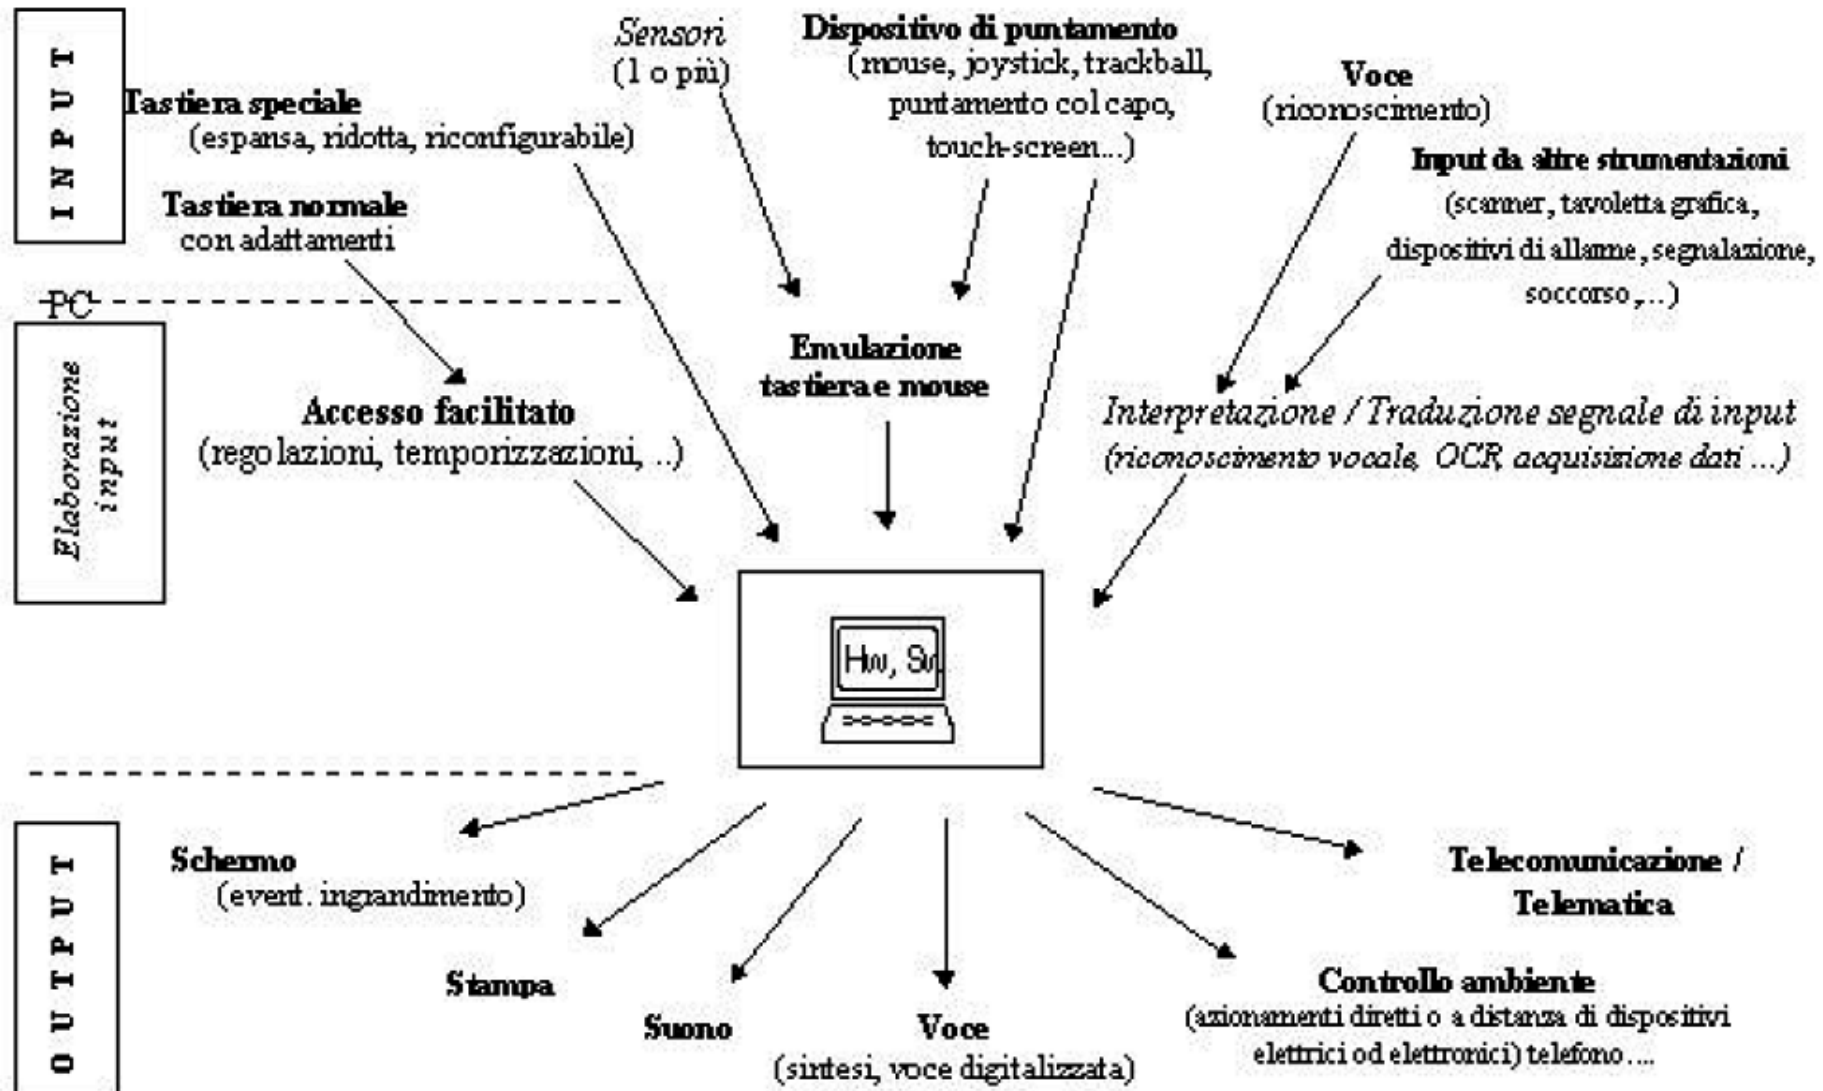 INPUT
Sensori
(1 o più)
Dispositivo di puntamento
(mouse, joystick, trackball,
puntamento col capo,
touch-screen...)
Voce
(riconoscimento)
Tastiera speciale
(espansa, ridotta, riconfigurabile)
Input da altre strumentazioni
(scanner, tavoletta grafica,
dispositivi di allarme, segnalazione,
soccorso,...)
Tastiera normale
con adattamenti
PC
Elaborazione
input
Emulazione
tastiera e mouse
Accesso facilitato
(regolazioni, temporizzazioni, ..)
Interpretazione / Traduzione segnale di input
(riconoscimento vocale, OCR, acquisizione dati ...)
Hw, Sw
OUTPUT
Schermo
(event. ingrandimento)
Stampa
Suono
Voce
(sintesi, voce digitalizzata)
Controllo ambiente
(azionamenti diretti o a distanza di dispositivi
elettrici od elettronici) telefono ....
Telecomunicazione /
Telematica